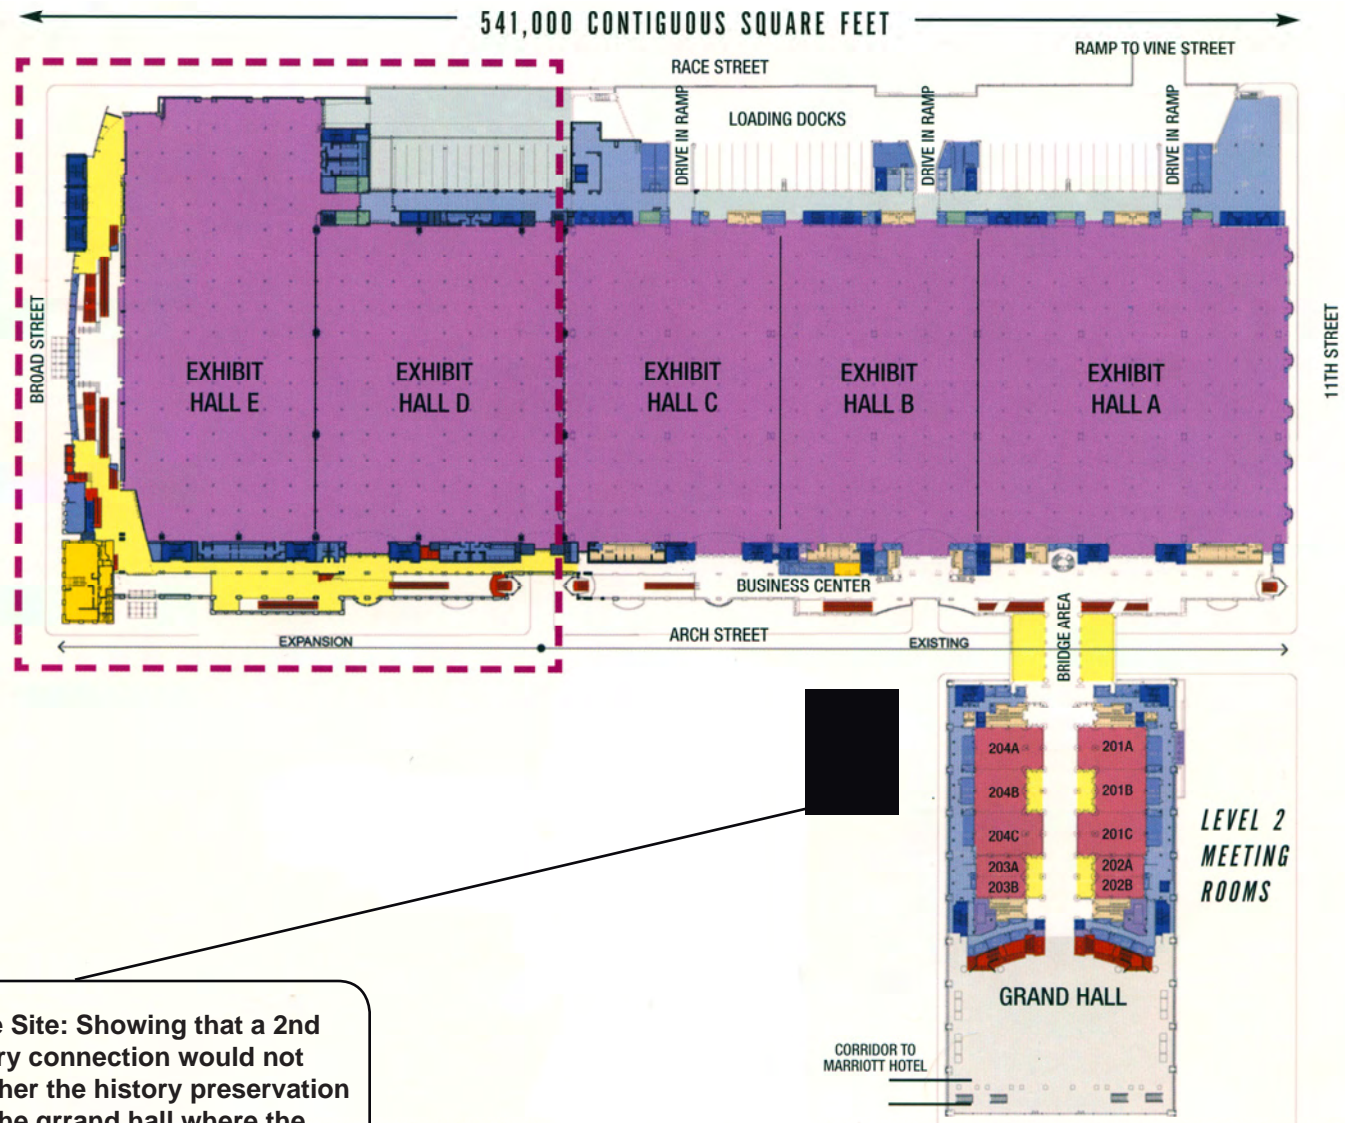 541,000 CONTIGUOUS SQUARE FEET
RAMP TO VINE STREET
RACE STREET
LOADING DOCKS
DRIVE IN RAMP
DRIVE IN RAMP
DRIVE IN RAMP
BROAD STREET
EXHIBIT
HALL E
EXHIBIT
HALL D
EXHIBIT
HALL C
EXHIBIT
HALL B
EXHIBIT
HALL A
11TH STREET
BUSINESS CENTER
EXPANSION
ARCH STREET
EXISTING
BRIDGE AREA
204A
201A
204B
201B
204C
201C
203A
202A
203B
202B
LEVEL 2
MEETING
ROOMS
GRAND HALL
CORRIDOR TO
MARRIOTT HOTEL
Site: Showing that a 2nd
connection would not
the history preservation
grrand hall where the